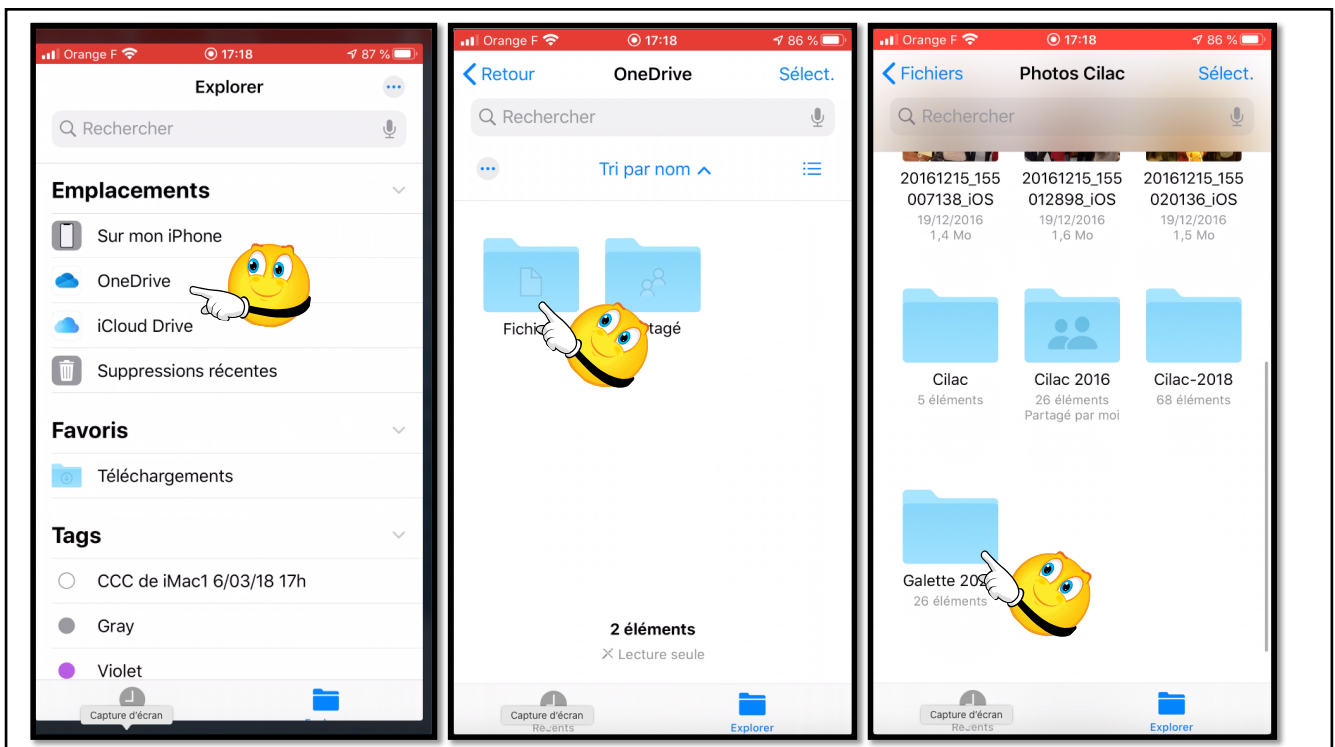 Orange F
17:18
87 %
Explorer
Rechercher
Emplacements
Sur mon iPhone
OneDrive
iCloud Drive
Suppressions récentes
Favoris
Téléchargements
Tags
CCC de iMac1 6/03/18 17h
Gray
Violet
Capture d'écran
Orange F
17:18
86 %
Retour
OneDrive
Sélect.
Rechercher
Tri par nom
2 éléments
Lecture seule
Capture d'écran
Récents
Explorer
Orange F
17:18
86 %
Fichiers
Photos Cilac
Sélect.
Rechercher
20161215_155 20161215_155 20161215_155
007138_iOS 012898_iOS 020136_iOS
19/12/2016 19/12/2016 19/12/2016
1,4 Mo 1,6 Mo 1,5 Mo
Cilac Cilac 2016 Cilac-2018
5 éléments 26 éléments 68 éléments
Partagé par moi
Galette
26 éléments
Capture d'écran
Récents
Explorer